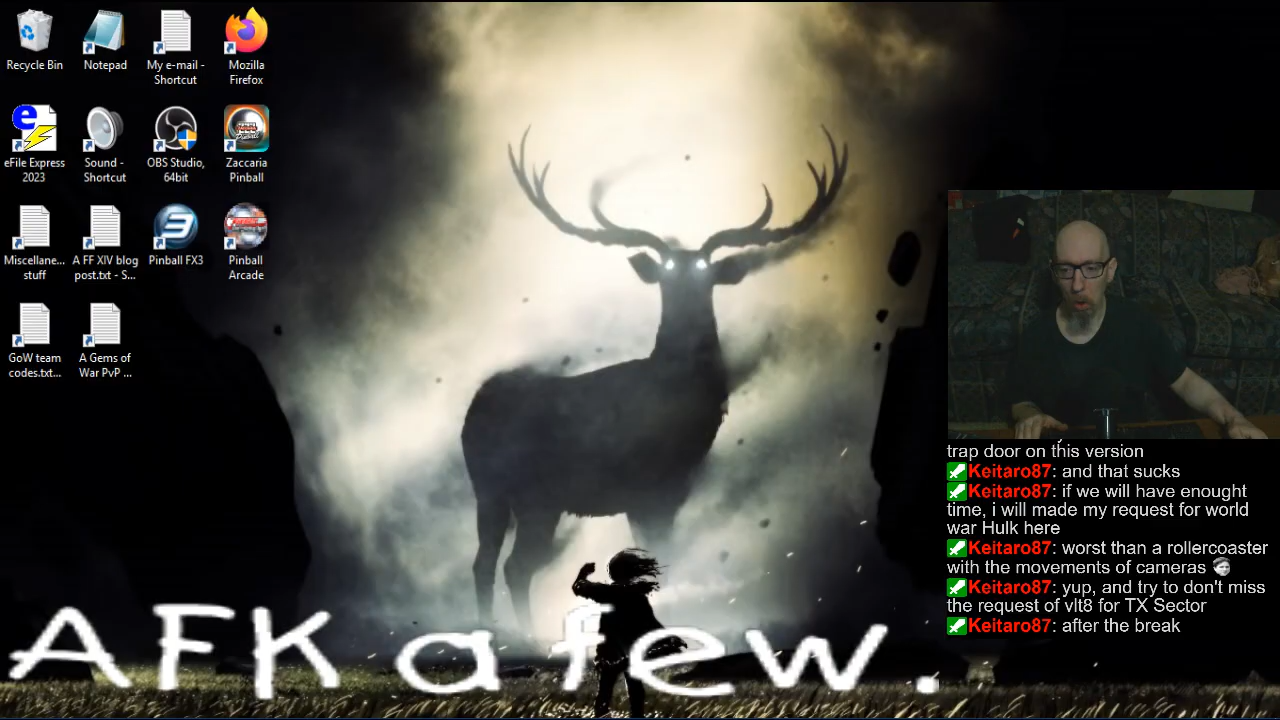 Recycle Bin
Notepad
My e-mail -
Shortcut
Mozilla
Firefox
eFile Express
2023
Sound -
Shortcut
OBS Studio,
64bit
Zaccaria
Pinball
Miscellane...
stuff
A FF XIV blog
post.txt - S...
Pinball FX3
Pinball
Arcade
GoW team
codes.txt...
A Gems of
War PvP ...
AFK a few.
trap door on this version
Keitaro87: and that sucks
Keitaro87: if we will have enought
time, i will made my request for world
war Hulk here
Keitaro87: worst than a rollercoaster
with the movements of cameras
Keitaro87: yup, and try to don't miss
the request of vlt8 for TX Sector
Keitaro87: after the break